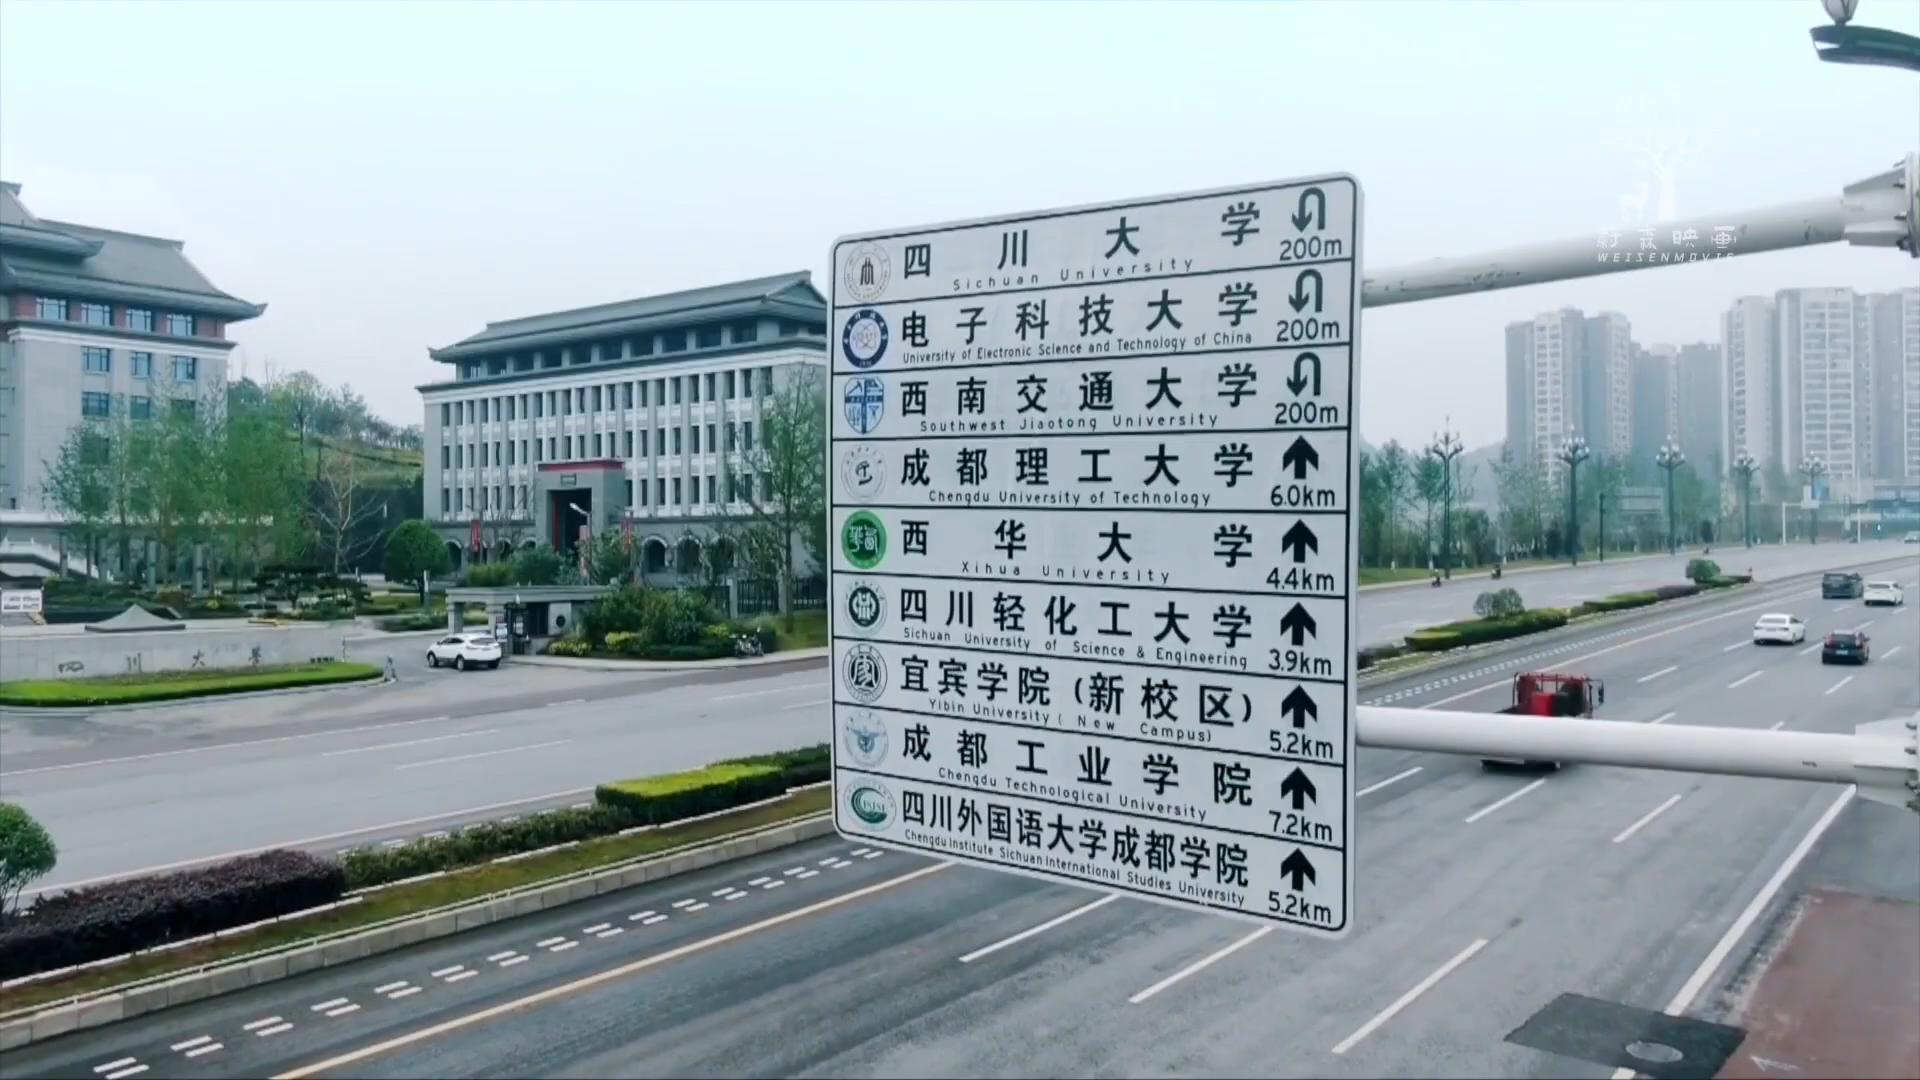 四川大学
200m
Sichuan University
电子科技大学
200m
University of Electronic Science and Technology of China
西南交通大学
200m
Southwest Jiaotong University
成都理工大学
6.0km
Chengdu University of Technology
西华大学
4.4km
Xihua University
四川轻化工大学
3.9km
Sichuan University of Science & Engineering
宜宾学院(新校区)
5.2km
Yibin University(New Campus)
成都工业学院
7.2km
Chengdu Technological University
四川外国语大学成都学院
5.2km
Chengdu Institute Sichuan International Studies University
蔚森映画
WEISENMOVIE
四川大学